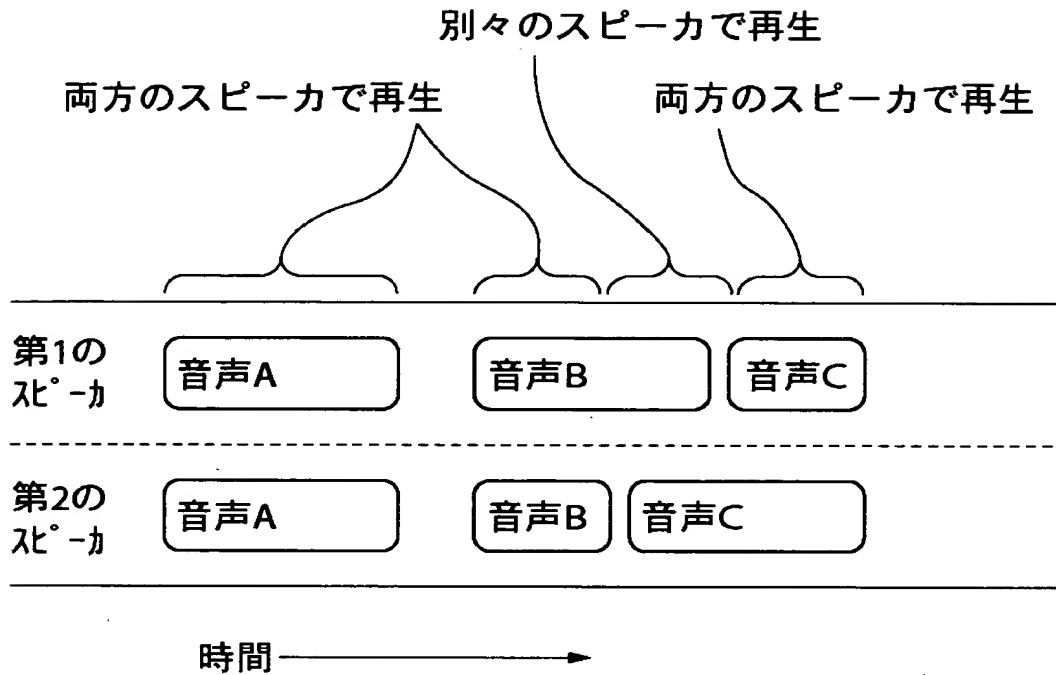 別々のスピーカで再生
両方のスピーカで再生
両方のスピーカで再生
第1の
ｽﾋﾟｰｶ
音声A
音声B
音声C
第2の
ｽﾋﾟｰｶ
音声A
音声B
音声C
時間